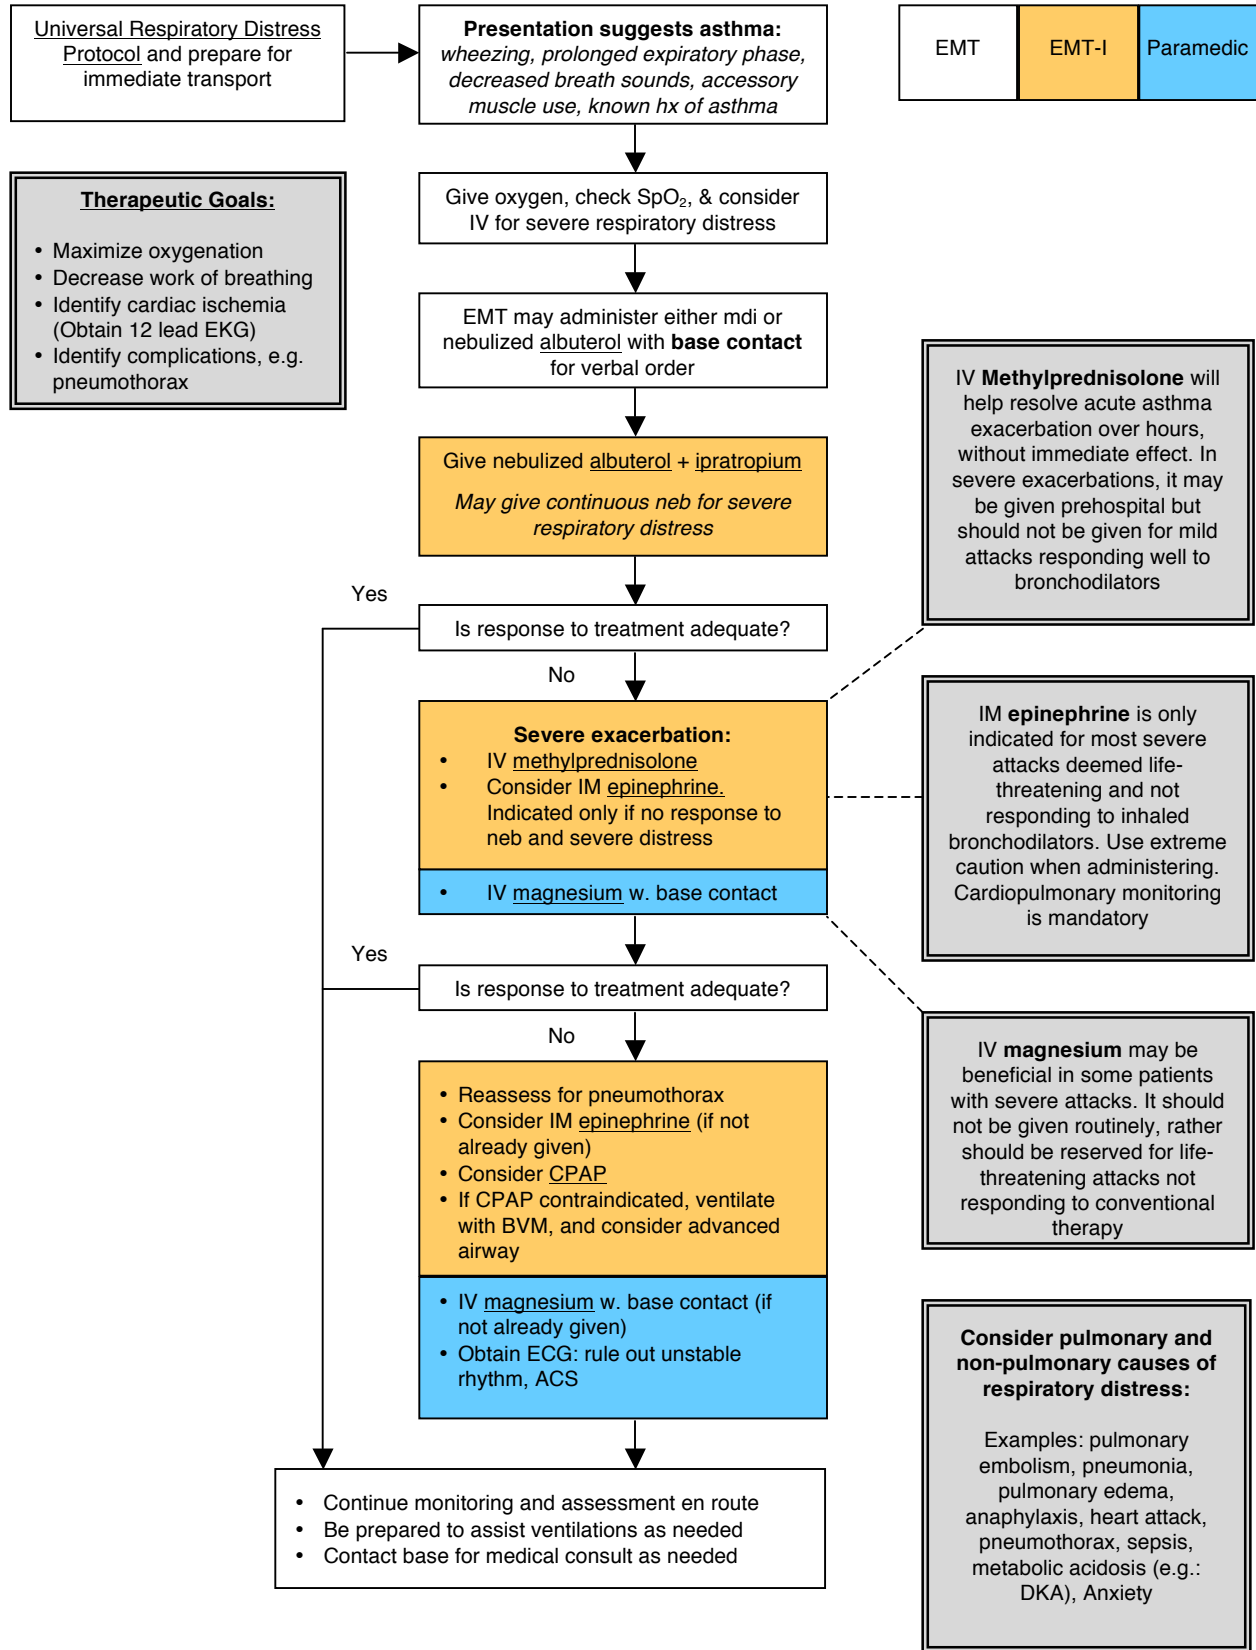 Universal Respiratory Distress
Protocol and prepare for
immediate transport
Presentation suggests asthma:
wheezing, prolonged expiratory phase,
decreased breath sounds, accessory
muscle use, known hx of asthma
EMT
EMT-I
Paramedic
Therapeutic Goals:
• Maximize oxygenation
• Decrease work of breathing
• Identify cardiac ischemia
(Obtain 12 lead EKG)
• Identify complications, e.g.
pneumothorax
Give oxygen, check SpO₂, & consider
IV for severe respiratory distress
EMT may administer either mdi or
nebulized albuterol with base contact
for verbal order
Give nebulized albuterol + ipratropium
May give continuous neb for severe
respiratory distress
IV Methylprednisolone will
help resolve acute asthma
exacerbation over hours,
without immediate effect. In
severe exacerbations, it may
be given prehospital but
should not be given for mild
attacks responding well to
bronchodilators
Yes
Is response to treatment adequate?
No
Severe exacerbation:
• IV methylprednisolone
• Consider IM epinephrine.
Indicated only if no response to
neb and severe distress
• IV magnesium w. base contact
IM epinephrine is only
indicated for most severe
attacks deemed life-
threatening and not
responding to inhaled
bronchodilators. Use extreme
caution when administering.
Cardiopulmonary monitoring
is mandatory
Yes
Is response to treatment adequate?
No
• Reassess for pneumothorax
• Consider IM epinephrine (if not
already given)
• Consider CPAP
• If CPAP contraindicated, ventilate
with BVM, and consider advanced
airway
• IV magnesium w. base contact (if
not already given)
• Obtain ECG: rule out unstable
rhythm, ACS
IV magnesium may be
beneficial in some patients
with severe attacks. It should
not be given routinely, rather
should be reserved for life-
threatening attacks not
responding to conventional
therapy
Consider pulmonary and
non-pulmonary causes of
respiratory distress:
Examples: pulmonary
embolism, pneumonia,
pulmonary edema,
anaphylaxis, heart attack,
pneumothorax, sepsis,
metabolic acidosis (e.g.:
DKA), Anxiety
• Continue monitoring and assessment en route
• Be prepared to assist ventilations as needed
• Contact base for medical consult as needed